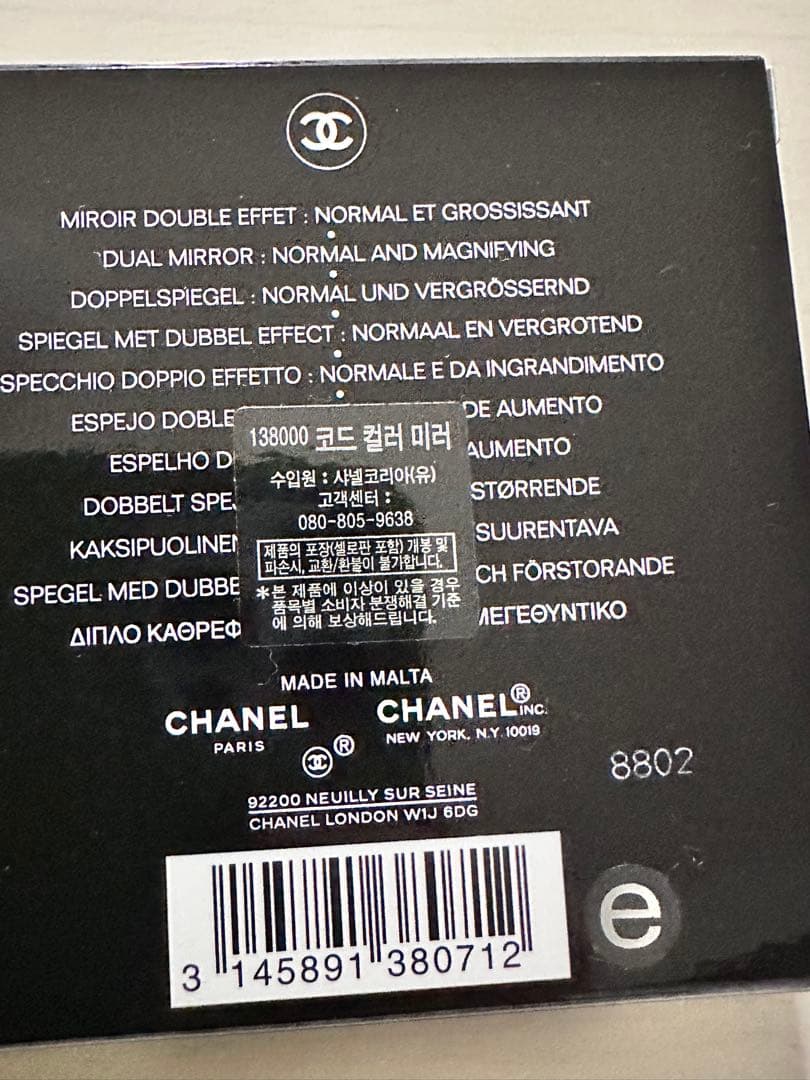 MIROIR DOUBLE EFFET : NORMAL ET GROSSISSANT
DUAL MIRROR : NORMAL AND MAGNIFYING
DOPPELSPIEGEL : NORMAL UND VERGRÖSSERND
SPIEGEL MET DUBBEL EFFECT : NORMAAL EN VERGROTEND
SPECCHIO DOPPIO EFFETTO : NORMALE E DA INGRANDIMENTO
ESPEJO DOBLE DE AUMENTO
ESPELHO D AUMENTO
DOBBELT SPE STØRRENDE
KAKSIPUOLINEN SUURENTAVA
SPEGEL MED DUBBE CH FÖRSTORANDE
ΔΙΠΛΟ ΚΑΘΡΕΦ ΜΕΓΕΘΥΝΤΙΚΟ
138000 코드 컬러 미러
수입원 : 샤넬코리아(유)
고객센터 :
080-805-9638
제품의 포장(셀로판 포함) 개봉 및
파손시, 교환/환불이 불가합니다.
*본 제품에 이상이 있을 경우
품목별 소비자 분쟁해결 기준
에 의해 보상해드립니다.
MADE IN MALTA
CHANEL CHANEL® INC.
PARIS NEW YORK. N.Y. 10019
®
8802
92200 NEUILLY SUR SEINE
CHANEL LONDON W1J 6DG
3 145891 380712
e